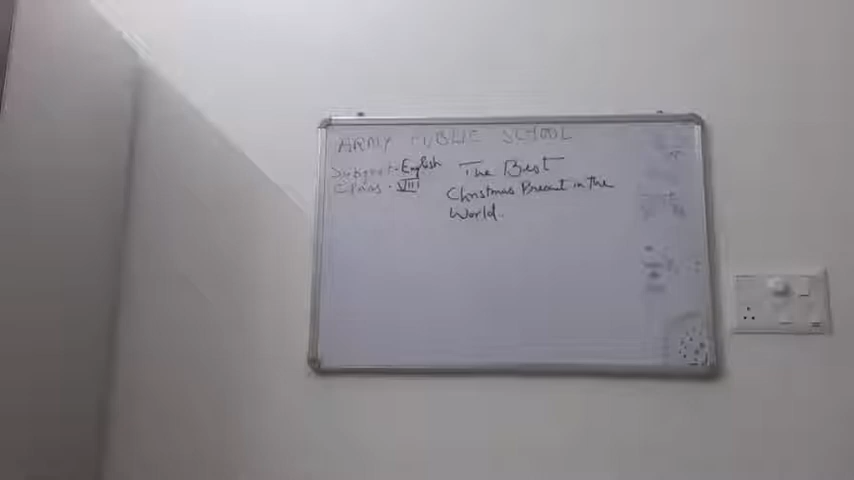 ARMY PUBLIC SCHOOL
Subject - English
Class - VIII
The Best
Christmas Present in the
World.